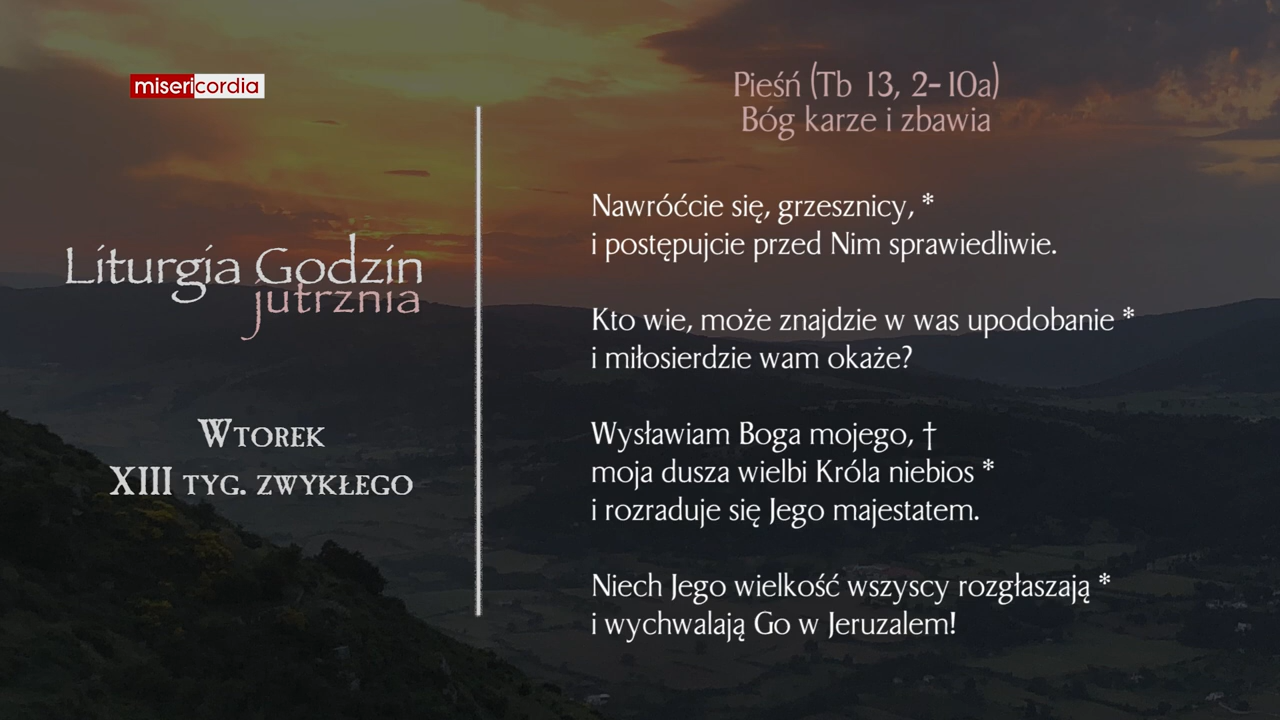 misericordia
Liturgia Godzin
jutrznia
Wtorek
XIII tyg. zwykłego
Pieśń (Tb 13, 2-10a)
Bóg karze i zbawia
Nawróćcie się, grzesznicy, *
i postępujcie przed Nim sprawiedliwie.
Kto wie, może znajdzie w was upodobanie *
i miłosierdzie wam okaże?
Wysławiam Boga mojego, †
moja dusza wielbi Króla niebios *
i rozraduje się Jego majestatem.
Niech Jego wielkość wszyscy rozgłaszają *
i wychwalają Go w Jeruzalem!